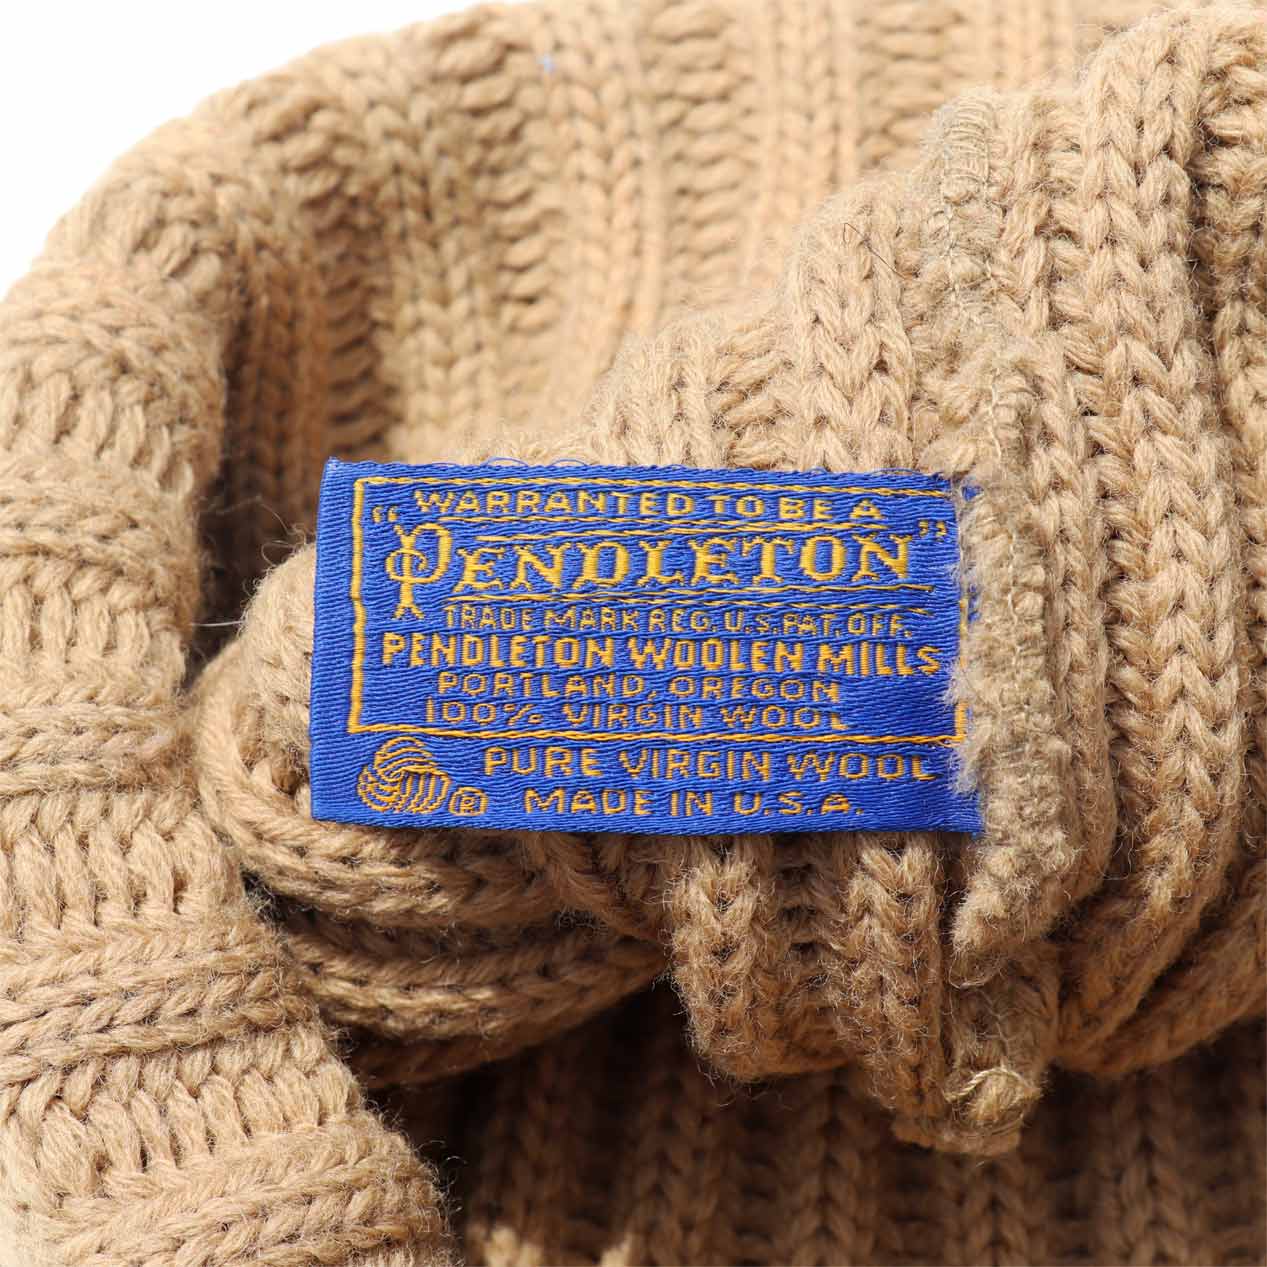 WARRANTED TO BE A
"PENDLETON"
TRADE MARK REG. U.S. PAT. OFF.
PENDLETON WOOLEN MILLS
PORTLAND, OREGON
100% VIRGIN WOOL
PURE VIRGIN WOOL
® MADE IN U.S.A.